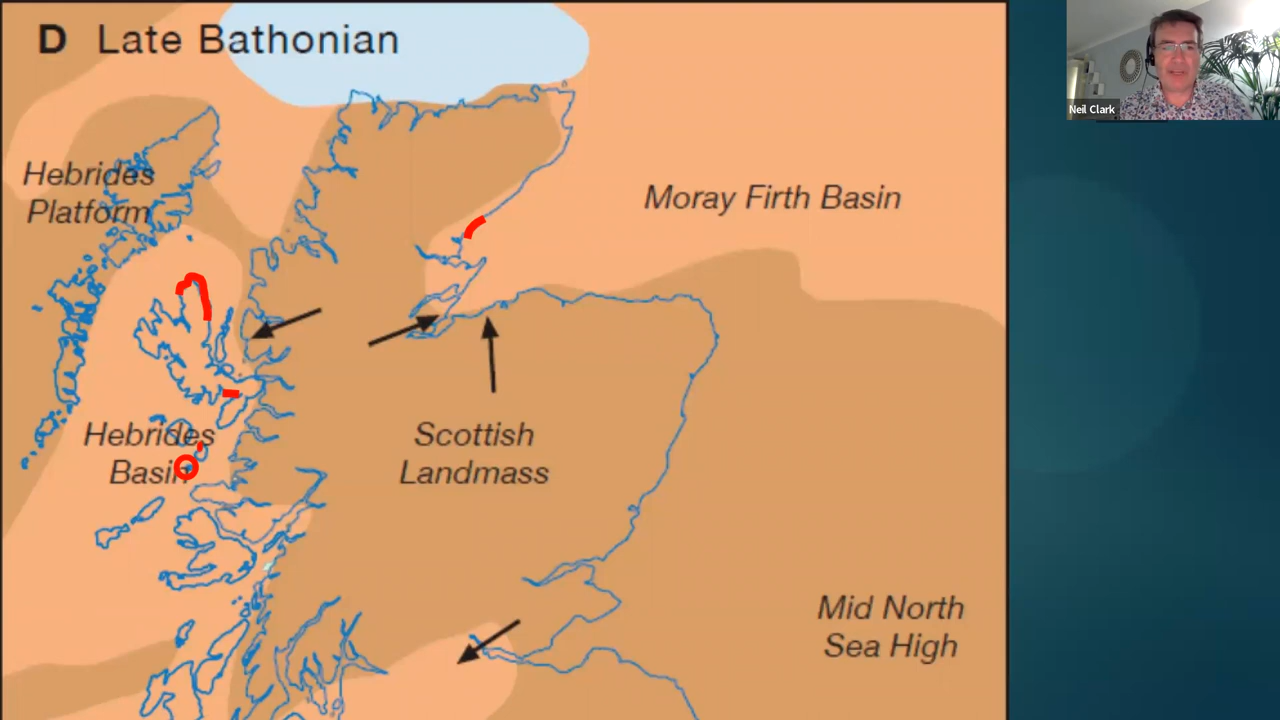 D Late Bathonian
Neil Clark
Hebrides
Platform
Moray Firth Basin
Hebrides
Basin
Scottish
Landmass
Mid North
Sea High